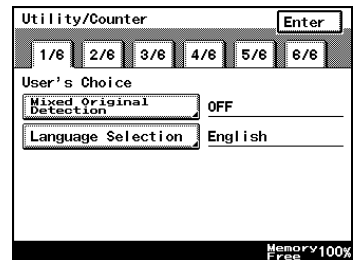 Utility/Counter
Enter
1/6 2/6 3/6 4/6 5/6 6/6
User's Choice
Mixed Original
Detection
OFF
Language Selection
English
Memory
Free 100%